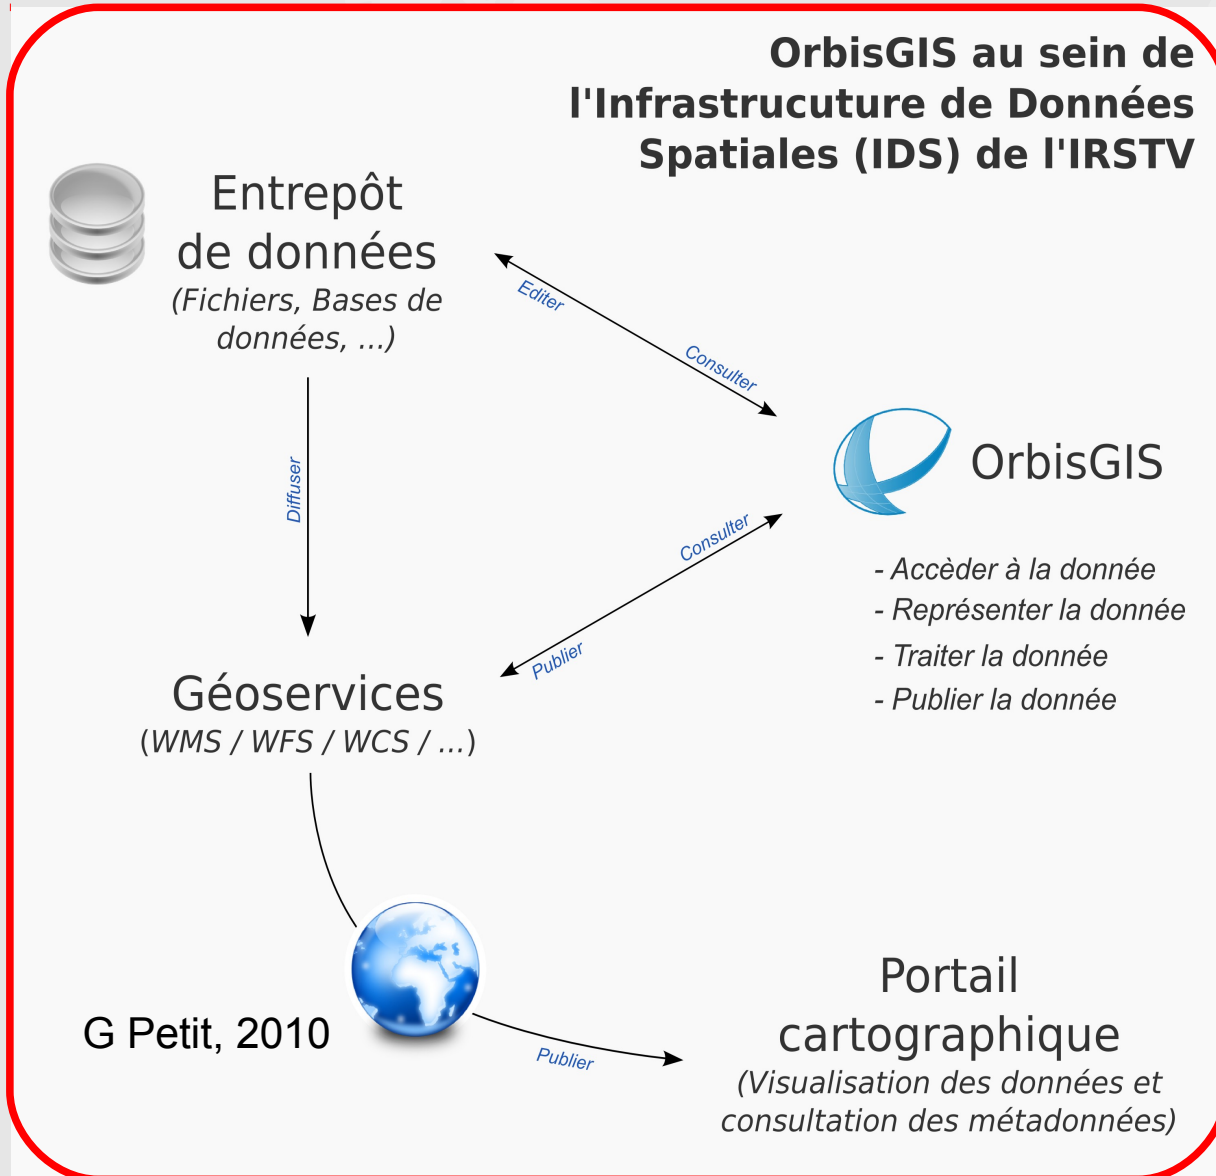 OrbisGIS au sein de
l'Infrastrucuture de Données
Spatiales (IDS) de l'IRSTV
Entrepôt
de données
(Fichiers, Bases de
données, ...)
Editer
Consulter
Diffuser
OrbisGIS
Consulter
Publier
- Accèder à la donnée
- Représenter la donnée
- Traiter la donnée
- Publier la donnée
Géoservices
(WMS / WFS / WCS / ...)
G Petit, 2010
Publier
Portail
cartographique
(Visualisation des données et
consultation des métadonnées)